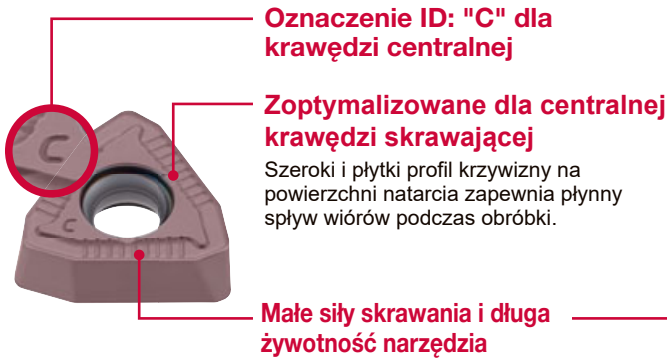 Oznaczenie ID: "C" dla
krawędzi centralnej
Zoptymalizowane dla centralnej
krawędzi skrawającej
Szeroki i płytki profil krzywizny na
powierzchni natarcia zapewnia płynny
spływ wiórów podczas obróbki.
C
C
Małe siły skrawania i długa
żywotność narzędzia